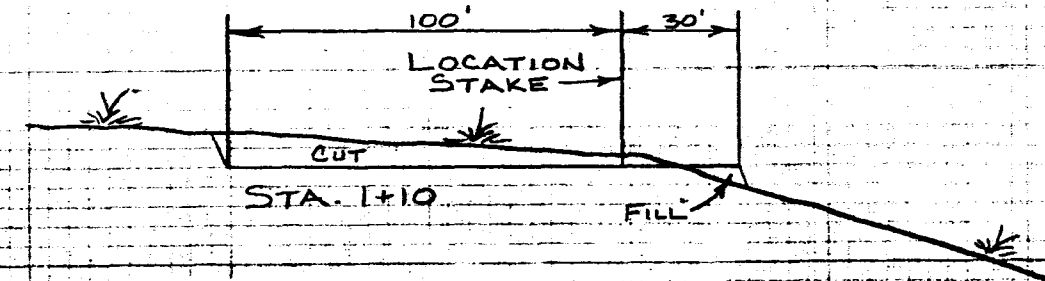 100' 30'
LOCATION
STAKE
CUT
STA. 1+10
FILL